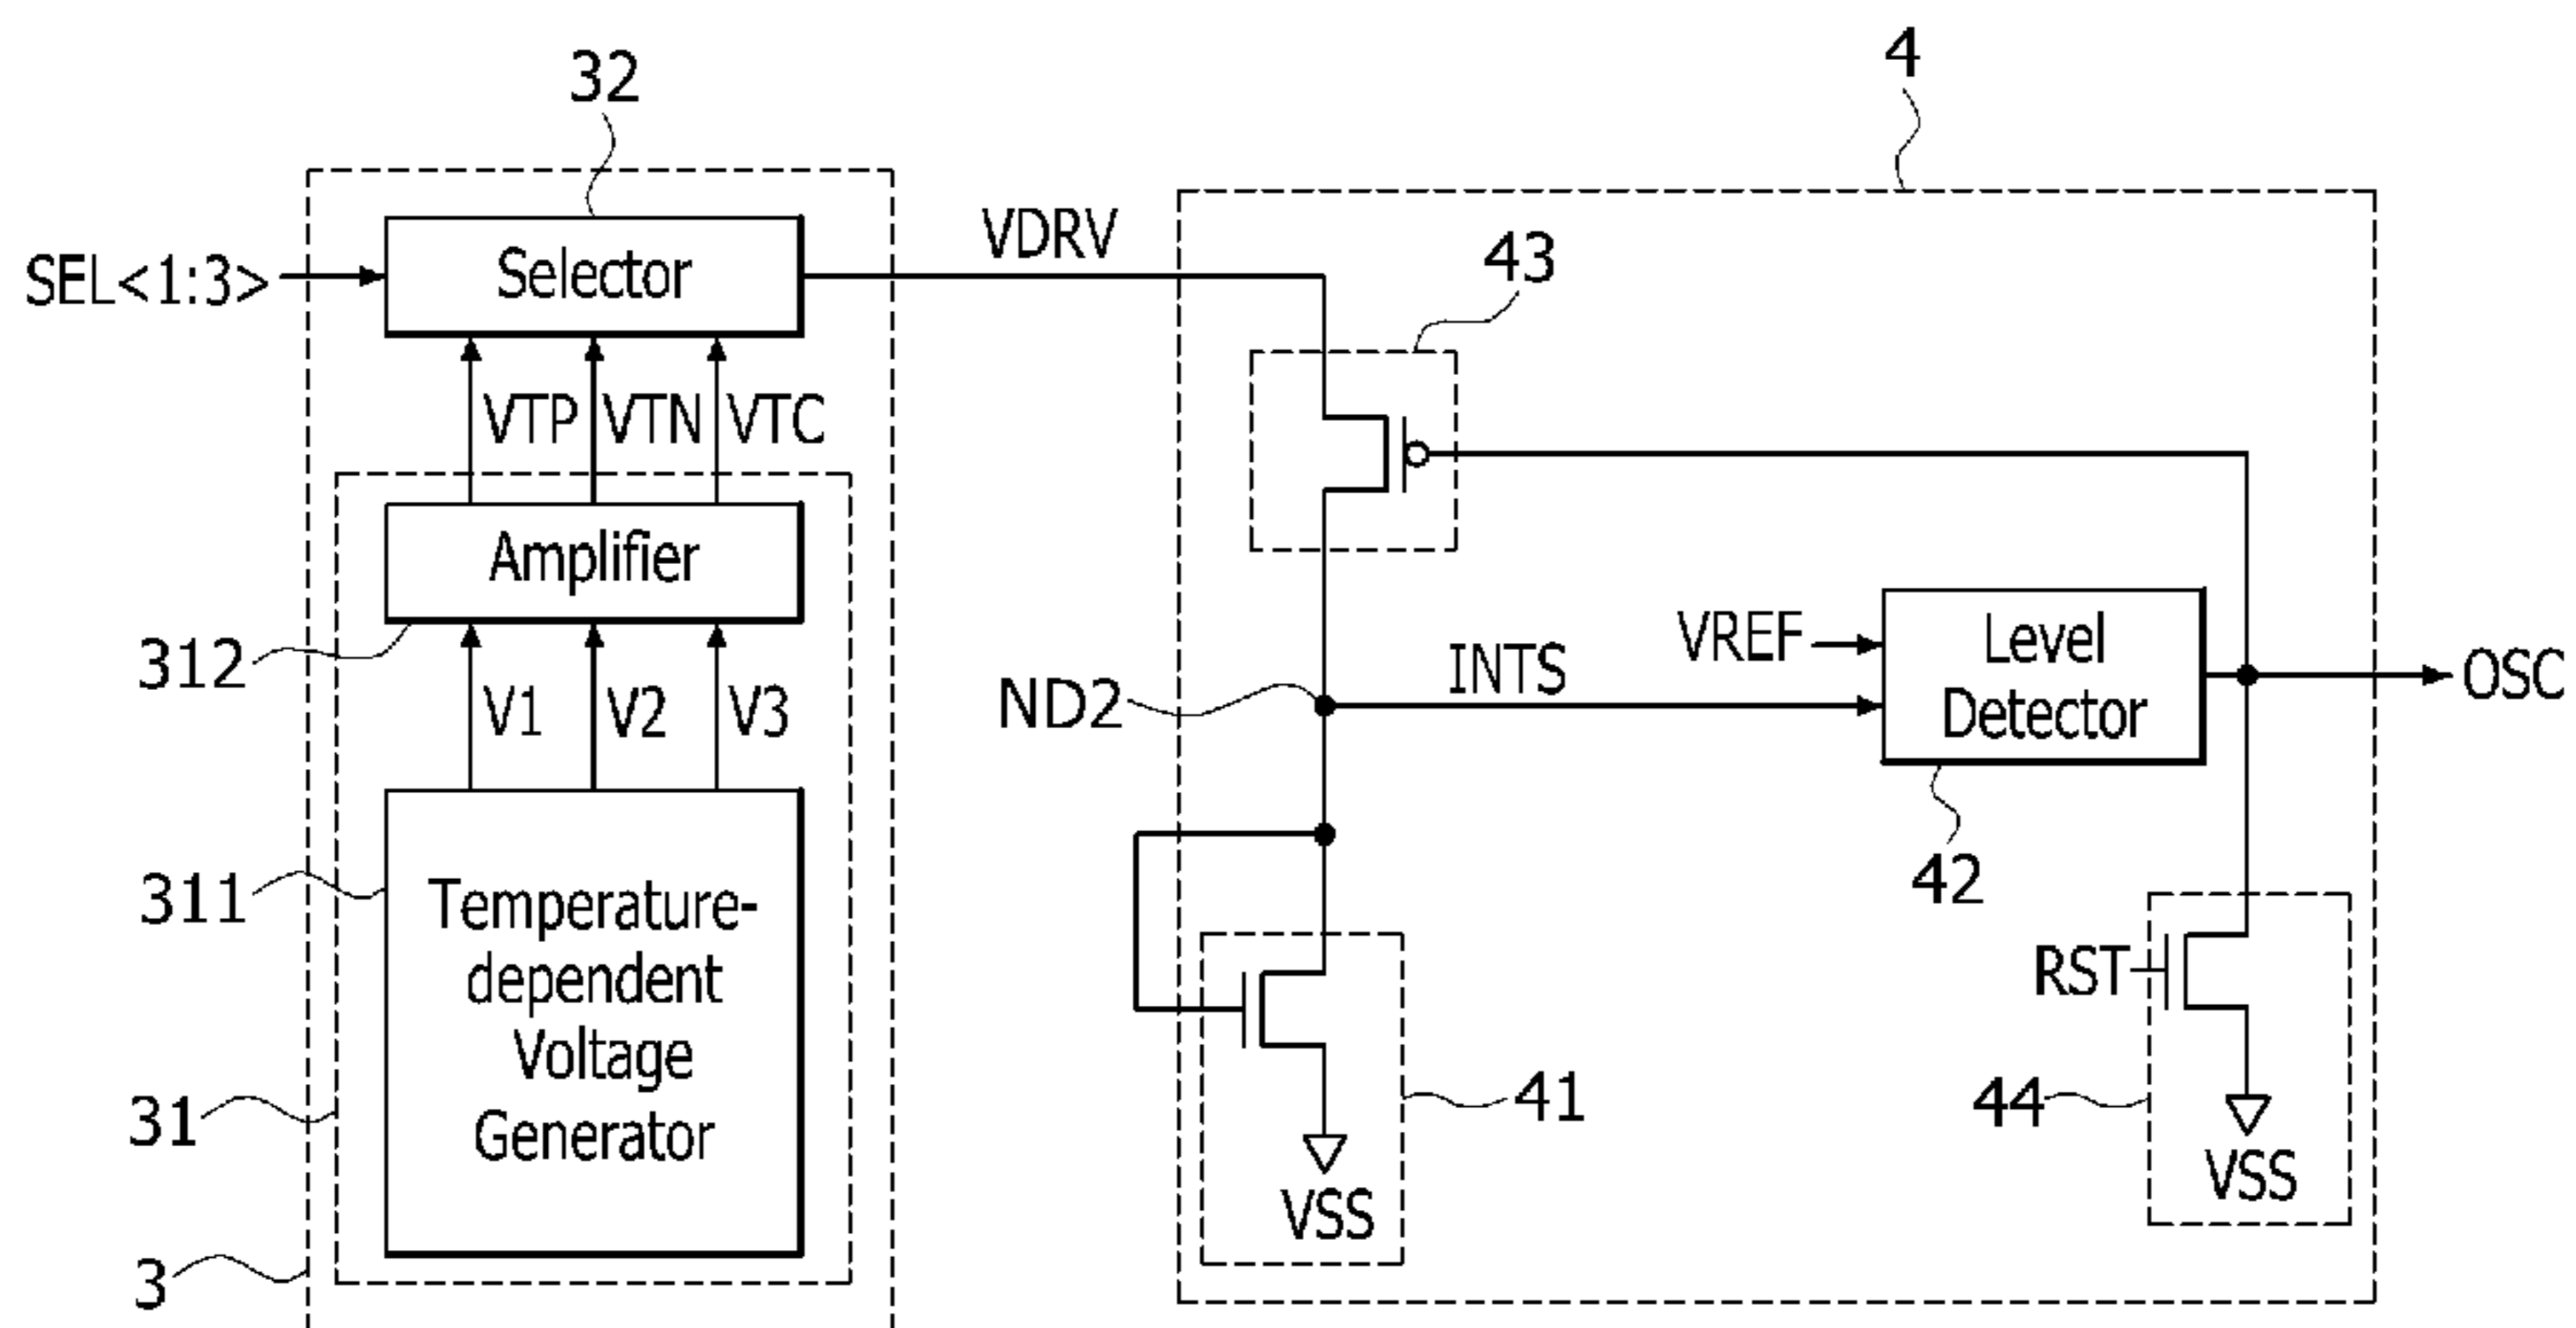 4
32
VDRV
43
SEL<1:3>
Selector
VTP VTN VTC
Amplifier
312
VREF
Level
Detector
INTS
OSC
ND2
V1 V2 V3
42
311
Temperature-
dependent
Voltage
Generator
RST
31
41
44
VSS
VSS
3